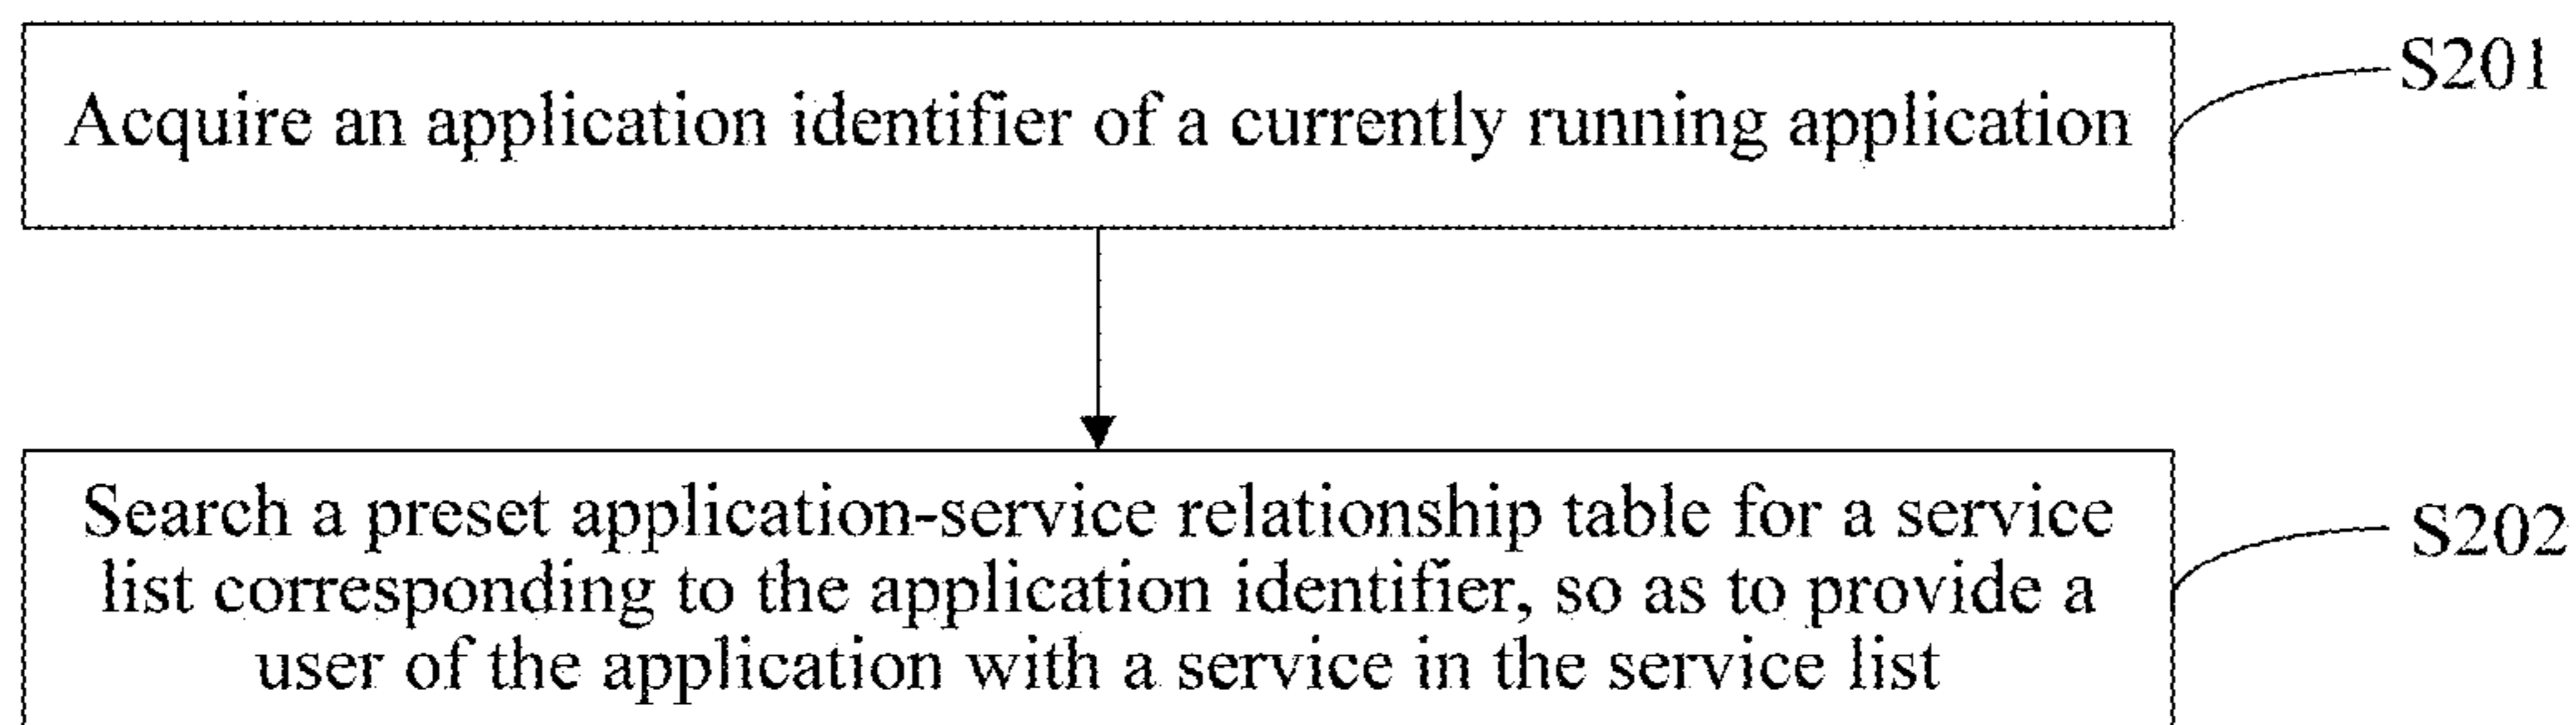 Acquire an application identifier of a currently running application
S201
Search a preset application-service relationship table for a service
list corresponding to the application identifier, so as to provide a
user of the application with a service in the service list
S202